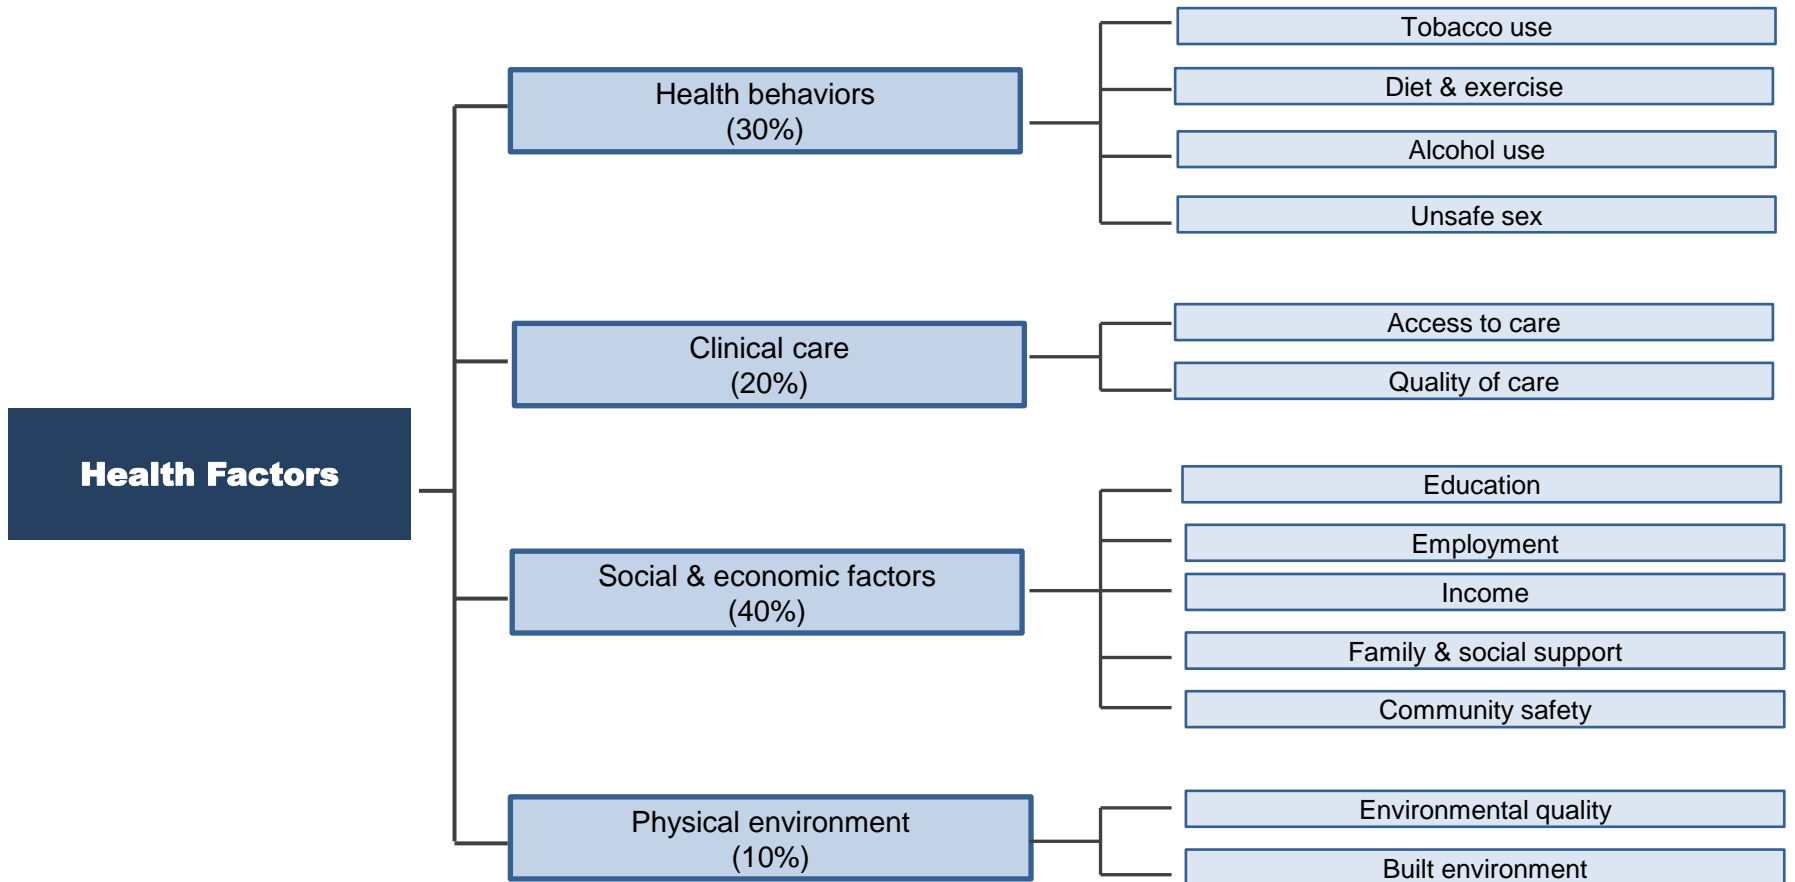 Health Factors
Health behaviors
(30%)
Tobacco use
Diet & exercise
Alcohol use
Unsafe sex
Clinical care
(20%)
Access to care
Quality of care
Social & economic factors
(40%)
Education
Employment
Income
Family & social support
Community safety
Physical environment
(10%)
Environmental quality
Built environment